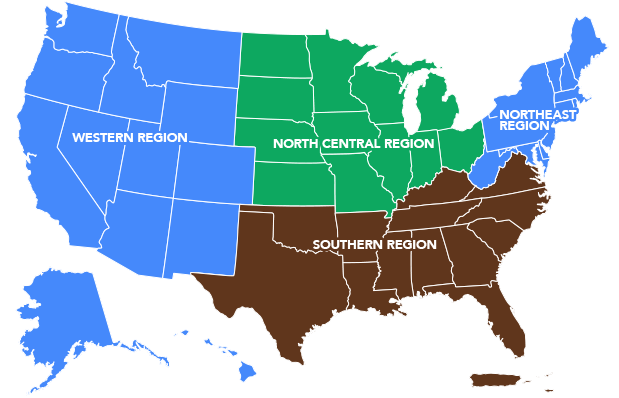 NORTHEAST
REGION
WESTERN REGION
NORTH CENTRAL REGION
SOUTHERN REGION